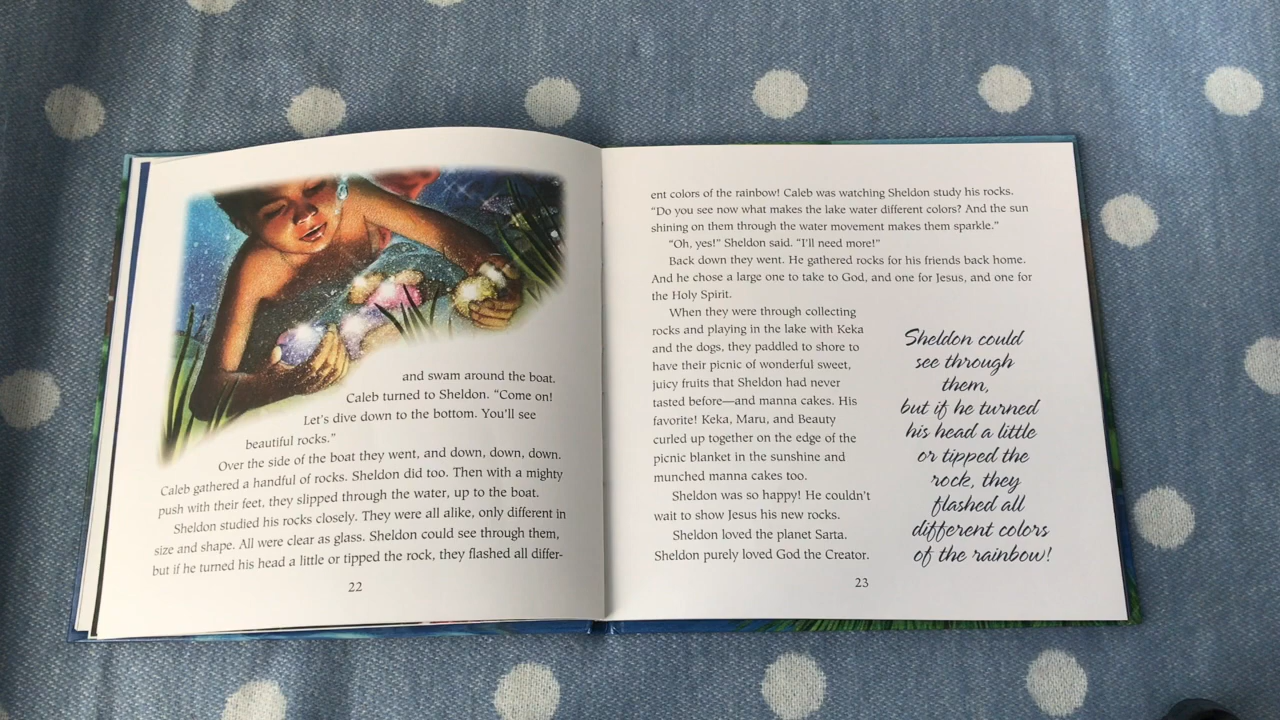 and swam around the boat.
Caleb turned to Sheldon. “Come on!
Let’s dive down to the bottom. You’ll see
beautiful rocks.”
Over the side of the boat they went, and down, down, down.
Caleb gathered a handful of rocks. Sheldon did too. Then with a mighty
push with their feet, they slipped through the water, up to the boat.
Sheldon studied his rocks closely. They were all alike, only different in
size and shape. All were clear as glass. Sheldon could see through them,
but if he turned his head a little or tipped the rock, they flashed all differ-
22
ent colors of the rainbow! Caleb was watching Sheldon study his rocks.
“Do you see now what makes the lake water different colors? And the sun
shining on them through the water movement makes them sparkle.”
“Oh, yes!” Sheldon said. “I’ll need more!”
Back down they went. He gathered rocks for his friends back home.
And he chose a large one to take to God, and one for Jesus, and one for
the Holy Spirit.
When they were through collecting
rocks and playing in the lake with Keka
and the dogs, they paddled to shore to
have their picnic of wonderful sweet,
juicy fruits that Sheldon had never
tasted before—and manna cakes. His
favorite! Keka, Maru, and Beauty
curled up together on the edge of the
picnic blanket in the sunshine and
munched manna cakes too.
Sheldon was so happy! He couldn’t
wait to show Jesus his new rocks.
Sheldon loved the planet Sarta.
Sheldon purely loved God the Creator.
Sheldon could
see through
them,
but if he turned
his head a little
or tipped the
rock, they
flashed all
different colors
of the rainbow!
23